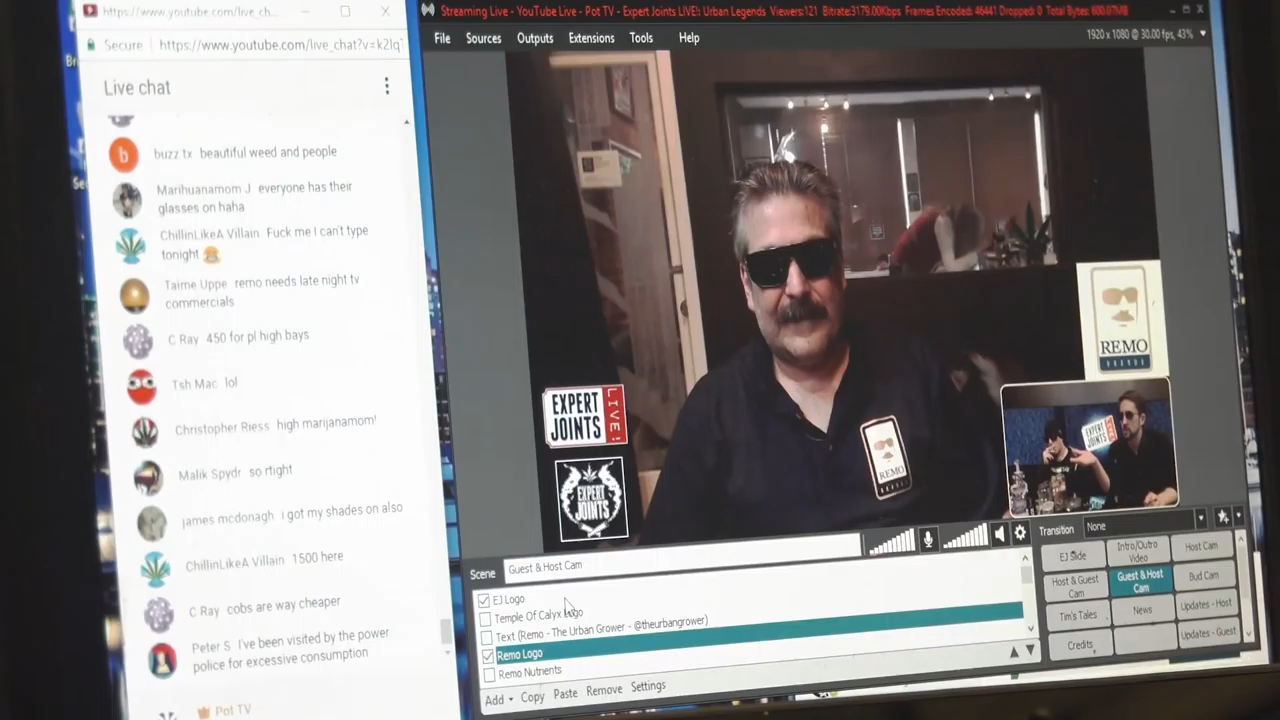 https://www.youtube.com/live_ch...
Secure https://www.youtube.com/live_chat?v=k2lq
Live chat
buzz tx beautiful weed and people
Marihuanamom J everyone has their
glasses on haha
ChillinLikeA Villain Fuck me I can't type
tonight
Taime Uppe remo needs late night tv
commercials
C Ray 450 for pl high bays
Tsh Mac lol
Christopher Riess high marijanamom!
Malik Spydr so rtight
james mcdonagh i got my shades on also
ChillinLikeA Villain 1500 here
C Ray cobs are way cheaper
Peter S I've been visited by the power
police for excessive consumption
Pot TV
Streaming Live - YouTube Live - Pot TV - Expert Joints LIVE!: Urban Legends Viewers:121 Bitrate:3179.00Kbps Frames Encoded: 46441 Dropped: 0 Total Bytes: 600.07MB
File Sources Outputs Extensions Tools Help
1920 x 1080 @ 30.00 fps, 43%
EXPERT
JOINTS
LIVE!
EXPERT
JOINTS
REMO
BRANDS
REMO
BRANDS
EXPERT
JOINTS
Scene Guest & Host Cam
EJ Logo
Temple Of Calyx Logo
Text (Remo - The Urban Grower - @theurbangrower)
Remo Logo
Remo Nutrients
Add Copy Paste Remove Settings
Transition None
EJ Slide
Intro/Outro
Video
Host Cam
Host & Guest
Cam
Guest & Host
Cam
Bud Cam
Tim's Tales
News
Updates - Host
Credits
Updates - Guest